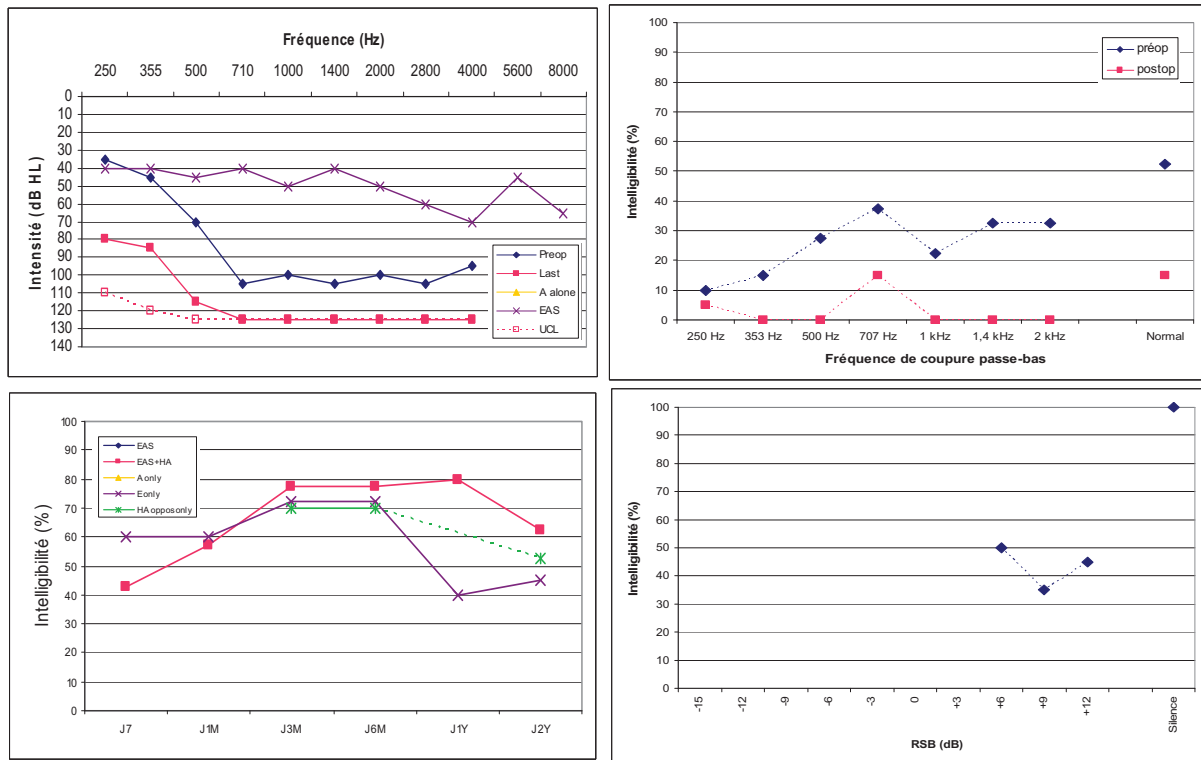 Fréquence (Hz)
250 355 500 710 1000 1400 2000 2800 4000 5600 8000
Intensité (dB HL)
0
10
20
30
40
50
60
70
80
90
100
110
120
130
140
Preop
Last
A alone
EAS
UCL
Intelligibilité (%)
100
90
80
70
60
50
40
30
20
10
0
préop
postop
250 Hz 353 Hz 500 Hz 707 Hz 1 kHz 1,4 kHz 2 kHz Normal
Fréquence de coupure passe-bas
Intelligibilité (%)
100
90
80
70
60
50
40
30
20
10
0
EAS
EAS+HA
A only
E only
HA oppos only
J7 J1M J3M J6M J1Y J2Y
Intelligibilité (%)
100
90
80
70
60
50
40
30
20
10
0
-15 -12 -9 -6 -3 0 +3 +6 +9 +12 Silence
RSB (dB)